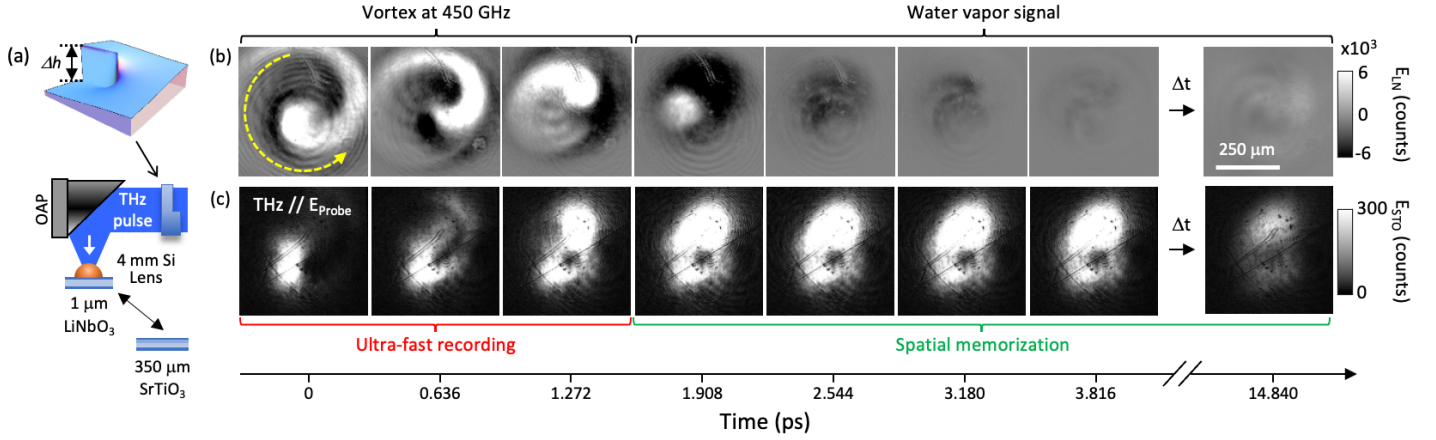 Vortex at 450 GHz
Water vapor signal
(a)
Δh
(b)
Δt
x10³
6
0
-6
E_LN (counts)
250 µm
OAP
THz
pulse
4 mm Si
Lens
1 µm
LiNbO₃
350 µm
SrTiO₃
(c)
THz // E_Probe
Δt
300
0
E_STO (counts)
Ultra-fast recording
Spatial memorization
0
0.636
1.272
1.908
2.544
3.180
3.816
14.840
Time (ps)